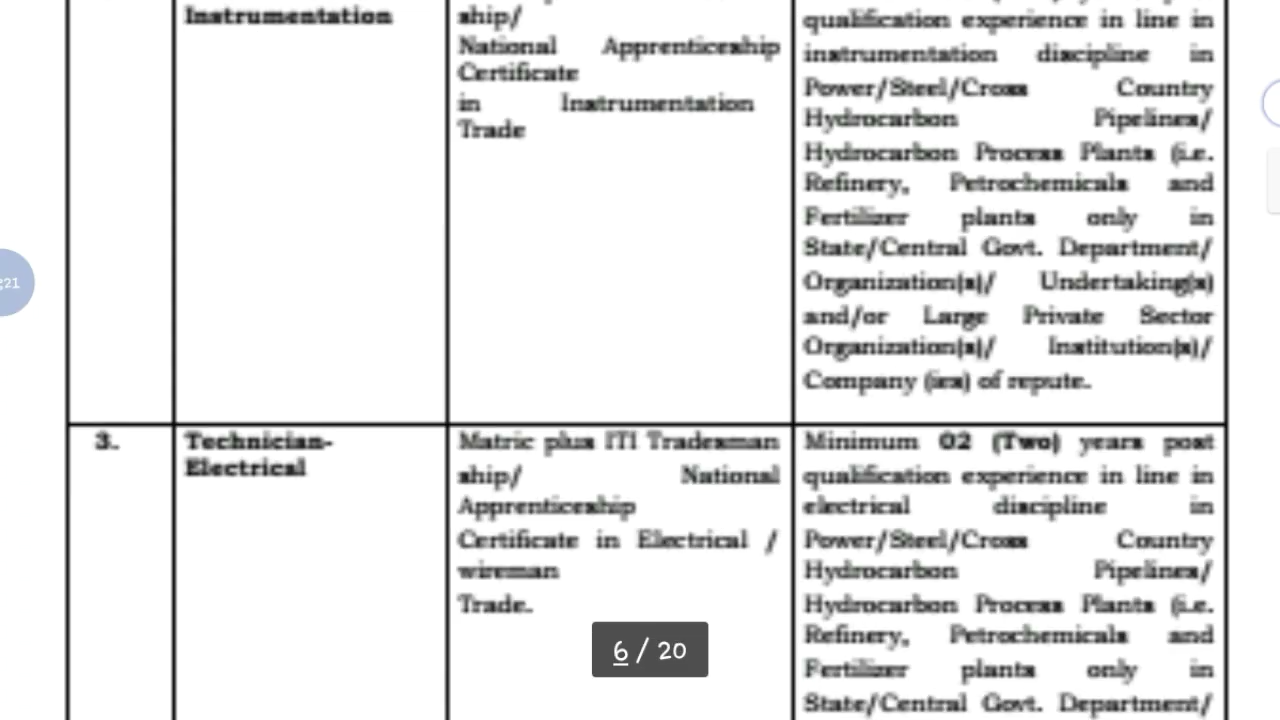 Instrumentation
ship/
National Apprenticeship
Certificate
in Instrumentation
Trade
qualification experience in line in
instrumentation discipline in
Power/Steel/Cross Country
Hydrocarbon Pipelines/
Hydrocarbon Process Plants (i.e.
Refinery, Petrochemicals and
Fertilizer plants only in
State/Central Govt. Department/
Organization(s)/ Undertaking(s)
and/or Large Private Sector
Organization(s)/ Institution(s)/
Company (ies) of repute.
3.
Technician-
Electrical
Matric plus ITI Tradesman
ship/ National
Apprenticeship
Certificate in Electrical /
wireman
Trade.
Minimum 02 (Two) years post
qualification experience in line in
electrical discipline in
Power/Steel/Cross Country
Hydrocarbon Pipelines/
Hydrocarbon Process Plants (i.e.
Refinery, Petrochemicals and
Fertilizer plants only in
State/Central Govt. Department/
6 / 20
:21